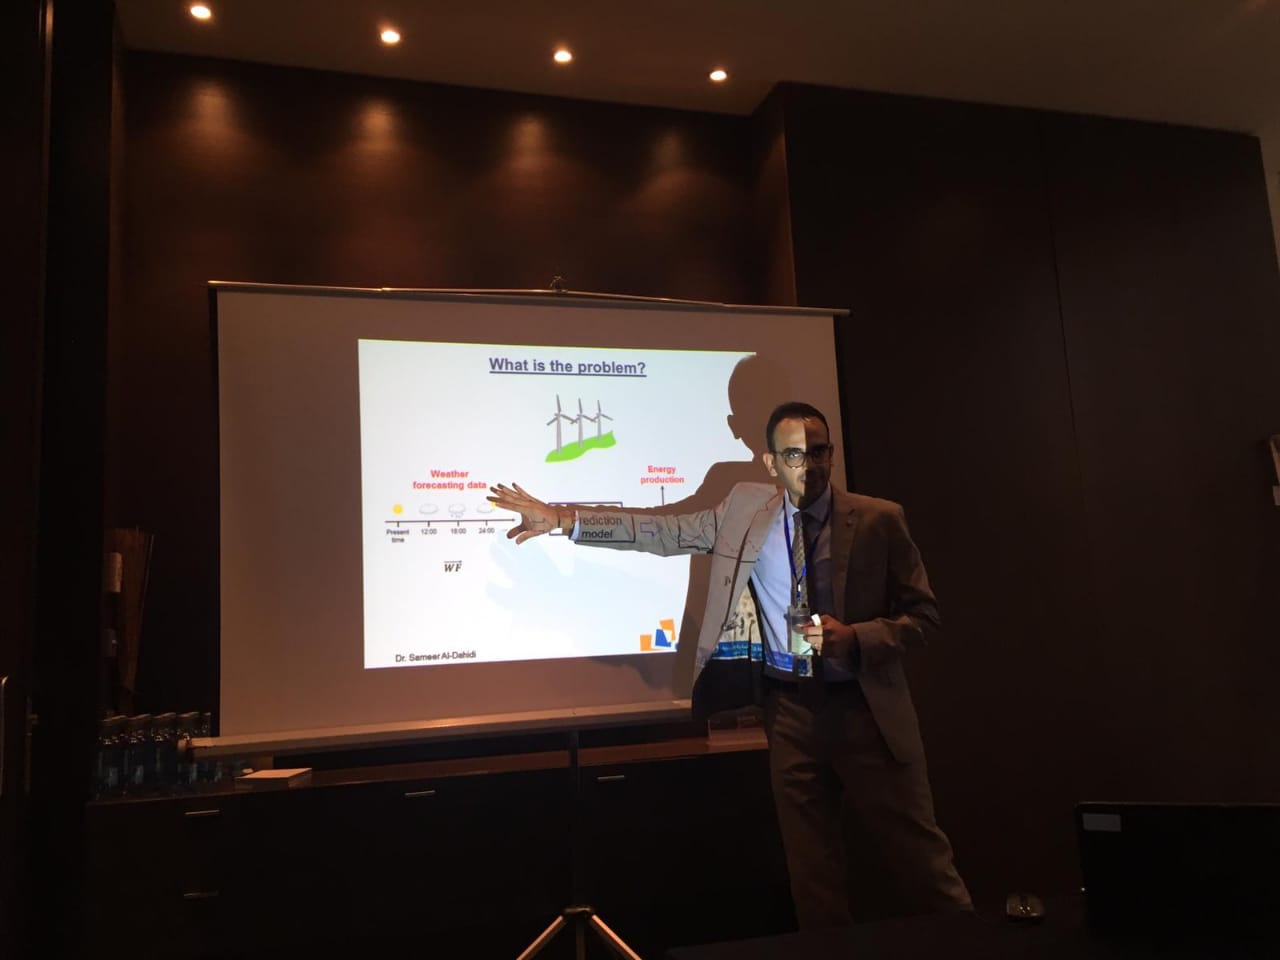 What is the problem?
Weather
forecasting data
Energy
production
Prediction
model
Present
time
12:00
18:00
24:00
WF
Dr. Sameer Al-Dahidi